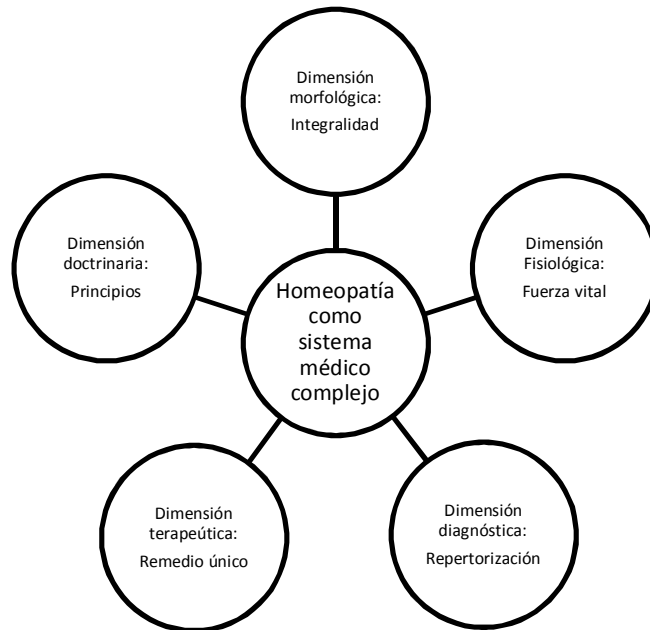 Dimensión
morfológica:
Integralidad
Dimensión
doctrinaria:
Principios
Dimensión
Fisiológica:
Fuerza vital
Homeopatía
como
sistema
médico
complejo
Dimensión
terapeútica:
Remedio único
Dimensión
diagnóstica:
Repertorización